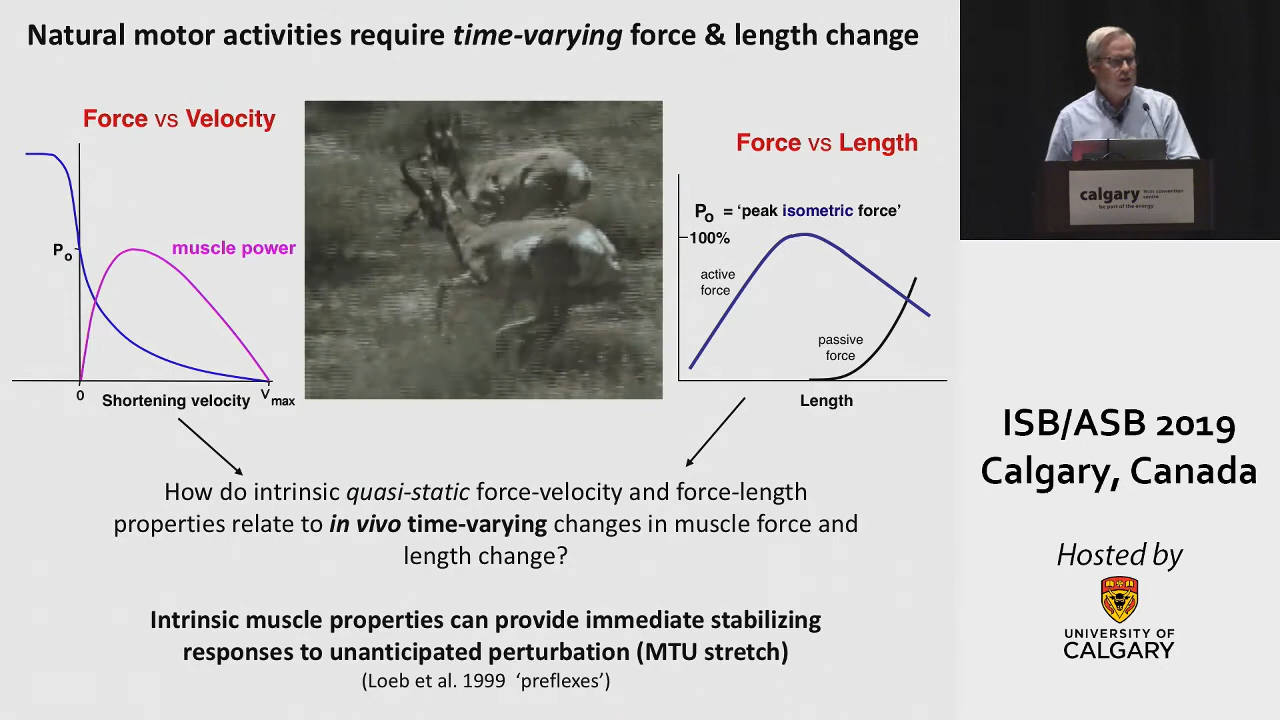 Natural motor activities require time-varying force & length change
Force vs Velocity
Po
muscle power
0
Shortening velocity
Vmax
Force vs Length
Po = 'peak isometric force'
100%
active
force
passive
force
Length
How do intrinsic quasi-static force-velocity and force-length
properties relate to in vivo time-varying changes in muscle force and
length change?
Intrinsic muscle properties can provide immediate stabilizing
responses to unanticipated perturbation (MTU stretch)
(Loeb et al. 1999 'preflexes')
calgary
be part of the energy
ISB/ASB 2019
Calgary, Canada
Hosted by
UNIVERSITY OF
CALGARY